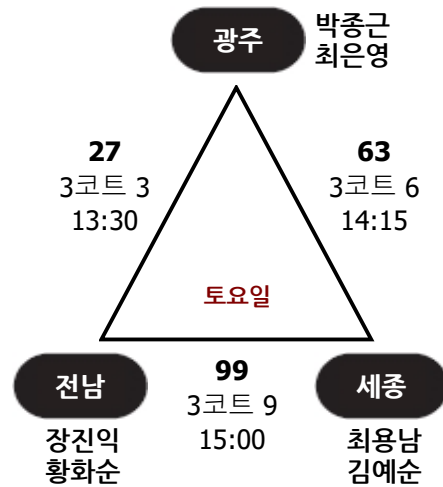 광주
박종근
최은영
27
3코트 3
13:30
63
3코트 6
14:15
토요일
전남
장진익
황화순
99
3코트 9
15:00
세종
최용남
김예순